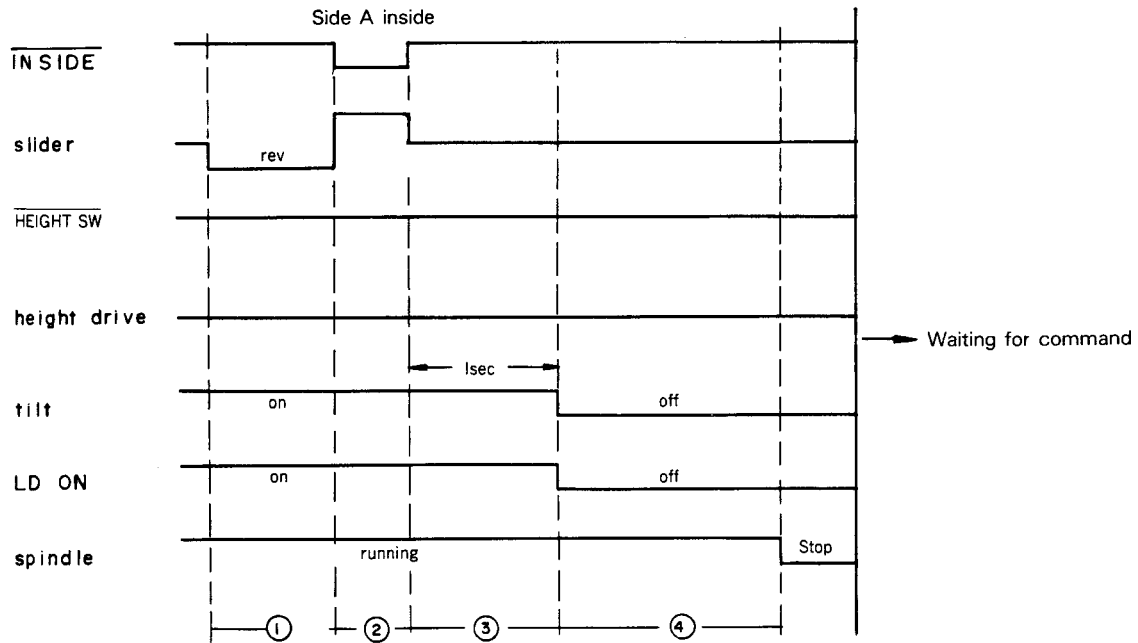 Side A inside
INSIDE
slider
rev
HEIGHT SW
height drive
Waiting for command
1sec
tilt
on
off
LD ON
on
off
spindle
running
Stop
1
2
3
4